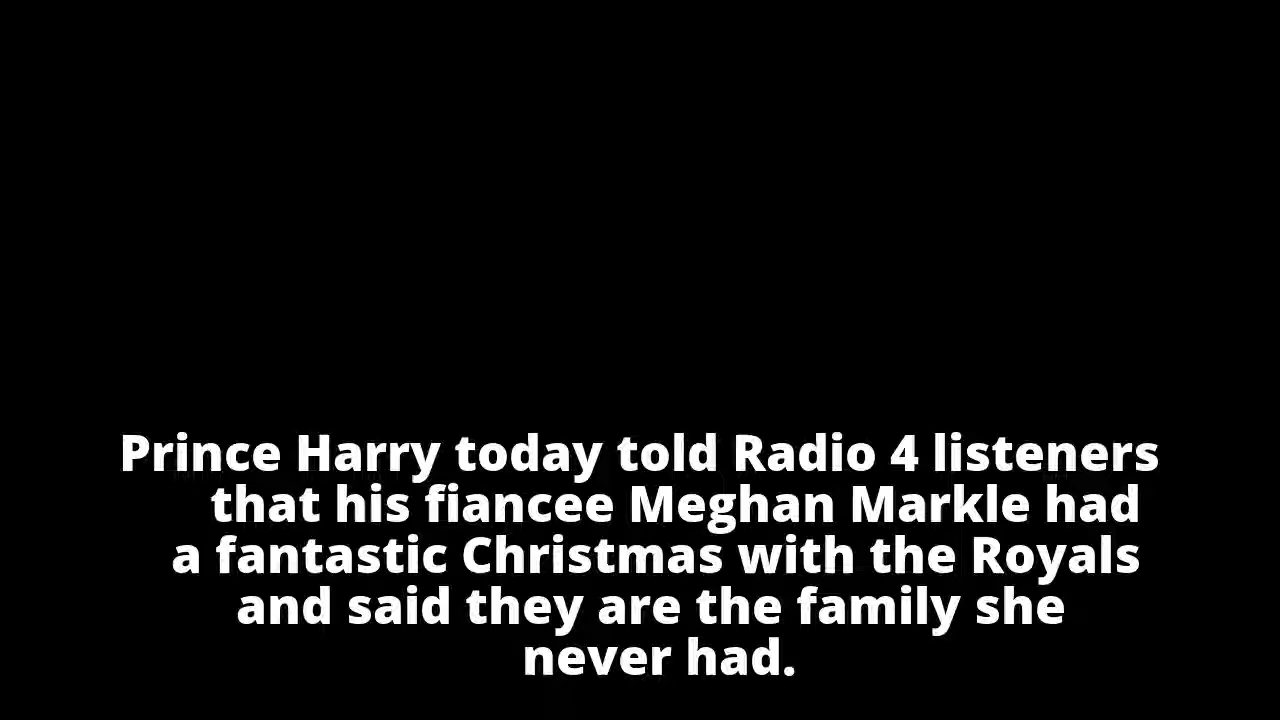 Prince Harry today told Radio 4 listeners
that his fiancee Meghan Markle had
a fantastic Christmas with the Royals
and said they are the family she
never had.